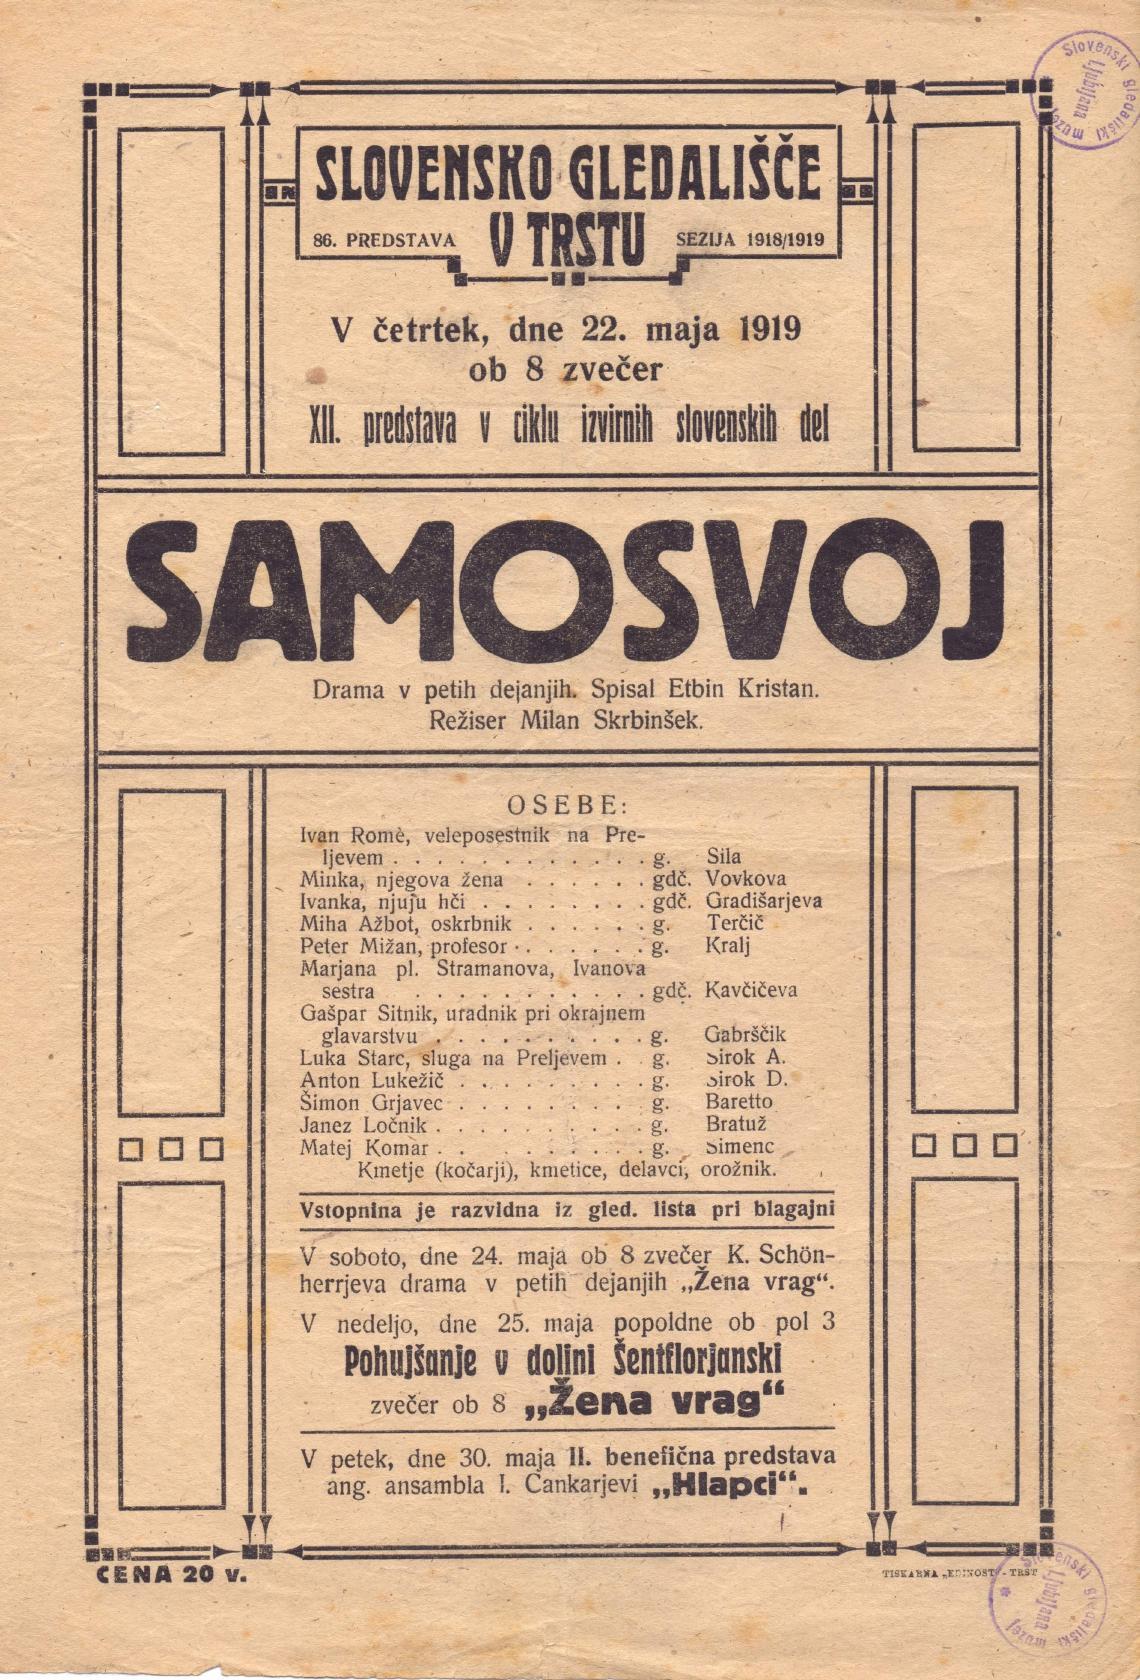 Slovenski gledališki muzej
Ljubljana
SLOVENSKO GLEDALIŠČE
86. PREDSTAVA V TRSTU SEZIJA 1918/1919
V četrtek, dne 22. maja 1919
ob 8 zvečer
XII. predstava v ciklu izvirnih slovenskih del
SAMOSVOJ
Drama v petih dejanjih. Spisal Etbin Kristan.
Režiser Milan Skrbinšek.
OSEBE:
Ivan Romè, veleposestnik na Pre-
ljevem . . . . . . . . . . . . g. Sila
Minka, njegova žena . . . . . . gdč. Vovkova
Ivanka, njuju hči . . . . . . . . gdč. Gradišarjeva
Miha Ažbot, oskrbnik . . . . . . g. Terčič
Peter Mižan, profesor . . . . . . g. Kralj
Marjana pl. Stramanova, Ivanova
sestra . . . . . . . . . . . gdč. Kavčičeva
Gašpar Sitnik, uradnik pri okrajnem
glavarstvu . . . . . . . . . . g. Gabrščik
Luka Starc, sluga na Preljevem . g. Sirok A.
Anton Lukežič . . . . . . . . . g. Sirok D.
Šimon Grjavec . . . . . . . . . g. Baretto
Janez Ločnik . . . . . . . . . . g. Bratuž
Matej Komar . . . . . . . . . . g. Simenc
Kmetje (kočarji), kmetice, delavci, orožnik.
Vstopnina je razvidna iz gled. lista pri blagajni
V soboto, dne 24. maja ob 8 zvečer K. Schön-
herrjeva drama v petih dejanjih „Žena vrag“.
V nedeljo, dne 25. maja popoldne ob pol 3
Pohujšanje v dolini Šentflorjanski
zvečer ob 8 „Žena vrag“
V petek, dne 30. maja II. benefična predstava
ang. ansambla I. Cankarjevi „Hlapci“.
CENA 20 v.
TISKARNA „EDINOST“ - TRST
Slovenski gledališki muzej
Ljubljana